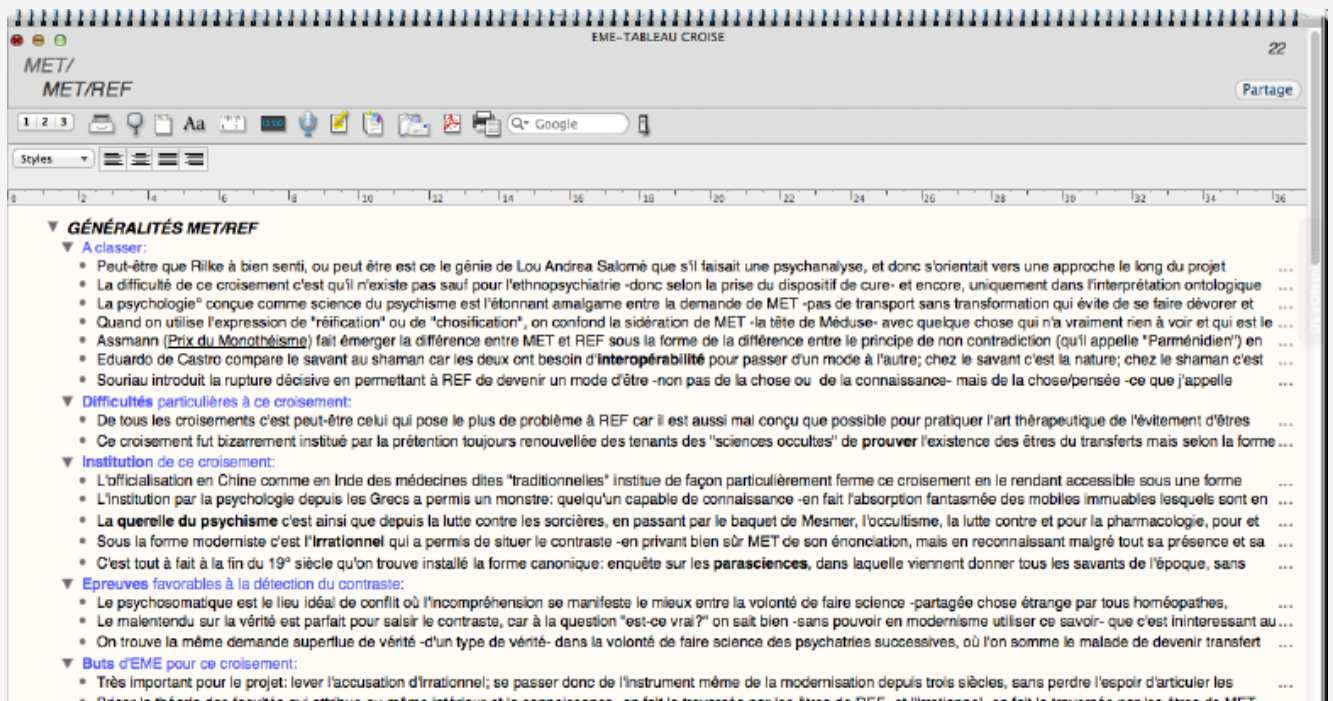 EME-TABLEAU CROISE
22
MET/
MET/REF
Partage
1 2 3 Aa Google
Styles
0 2 4 6 8 10 12 14 16 18 20 22 24 26 28 30 32 34 36
GÉNÉRALITÉS MET/REF
A classer:
Peut-être que Rilke à bien senti, ou peut être est ce le génie de Lou Andrea Salomé que s'il faisait une psychanalyse, et donc s'orientait vers une approche le long du projet ...
La difficulté de ce croisement c'est qu'il n'existe pas sauf pour l'ethnopsychiatrie -donc selon la prise du dispositif de cure- et encore, uniquement dans l'interprétation ontologique ...
La psychologie° conçue comme science du psychisme est l'étonnant amalgame entre la demande de MET -pas de transport sans transformation qui évite de se faire dévorer et ...
Quand on utilise l'expression de "réification" ou de "chosification", on confond la sidération de MET -la tête de Méduse- avec quelque chose qui n'a vraiment rien à voir et qui est le ...
Assmann (Prix du Monothéisme) fait émerger la différence entre MET et REF sous la forme de la différence entre le principe de non contradiction (qu'il appelle "Parménidien") en ...
Eduardo de Castro compare le savant au shaman car les deux ont besoin d'interopérabilité pour passer d'un mode à l'autre; chez le savant c'est la nature; chez le shaman c'est ...
Souriau introduit la rupture décisive en permettant à REF de devenir un mode d'être -non pas de la chose ou de la connaissance- mais de la chose/pensée -ce que j'appelle ...
Difficultés particulières à ce croisement:
De tous les croisements c'est peut-être celui qui pose le plus de problème à REF car il est aussi mal conçu que possible pour pratiquer l'art thérapeutique de l'évitement d'êtres ...
Ce croisement fut bizarrement institué par la prétention toujours renouvellée des tenants des "sciences occultes" de prouver l'existence des êtres du transferts mais selon la forme ...
Institution de ce croisement:
L'officialisation en Chine comme en Inde des médecines dites "traditionnelles" institue de façon particulièrement ferme ce croisement en le rendant accessible sous une forme ...
L'institution par la psychologie depuis les Grecs a permis un monstre: quelqu'un capable de connaissance -en fait l'absorption fantasmée des mobiles immuables lesquels sont en ...
La querelle du psychisme c'est ainsi que depuis la lutte contre les sorcières, en passant par le baquet de Mesmer, l'occultisme, la lutte contre et pour la pharmacologie, pour et ...
Sous la forme moderniste c'est l'Irrationnel qui a permis de situer le contraste -en privant bien sûr MET de son énonciation, mais en reconnaissant malgré tout sa présence et sa ...
C'est tout à fait à la fin du 19° siècle qu'on trouve installé la forme canonique: enquête sur les parasciences, dans laquelle viennent donner tous les savants de l'époque, sans ...
Epreuves favorables à la détection du contraste:
Le psychosomatique est le lieu idéal de conflit où l'incompréhension se manifeste le mieux entre la volonté de faire science -partagée chose étrange par tous homéopathes, ...
Le malentendu sur la vérité est parfait pour saisir le contraste, car à la question "est-ce vrai?" on sait bien -sans pouvoir en modernisme utiliser ce savoir- que c'est ininteressant au ...
On trouve la même demande superflue de vérité -d'un type de vérité- dans la volonté de faire science des psychatries successives, où l'on somme le malade de devenir transfert ...
Buts d'EME pour ce croisement:
Très important pour le projet: lever l'accusation d'irrationnel; se passer donc de l'instrument même de la modernisation depuis trois siècles, sans perdre l'espoir d'articuler les ...